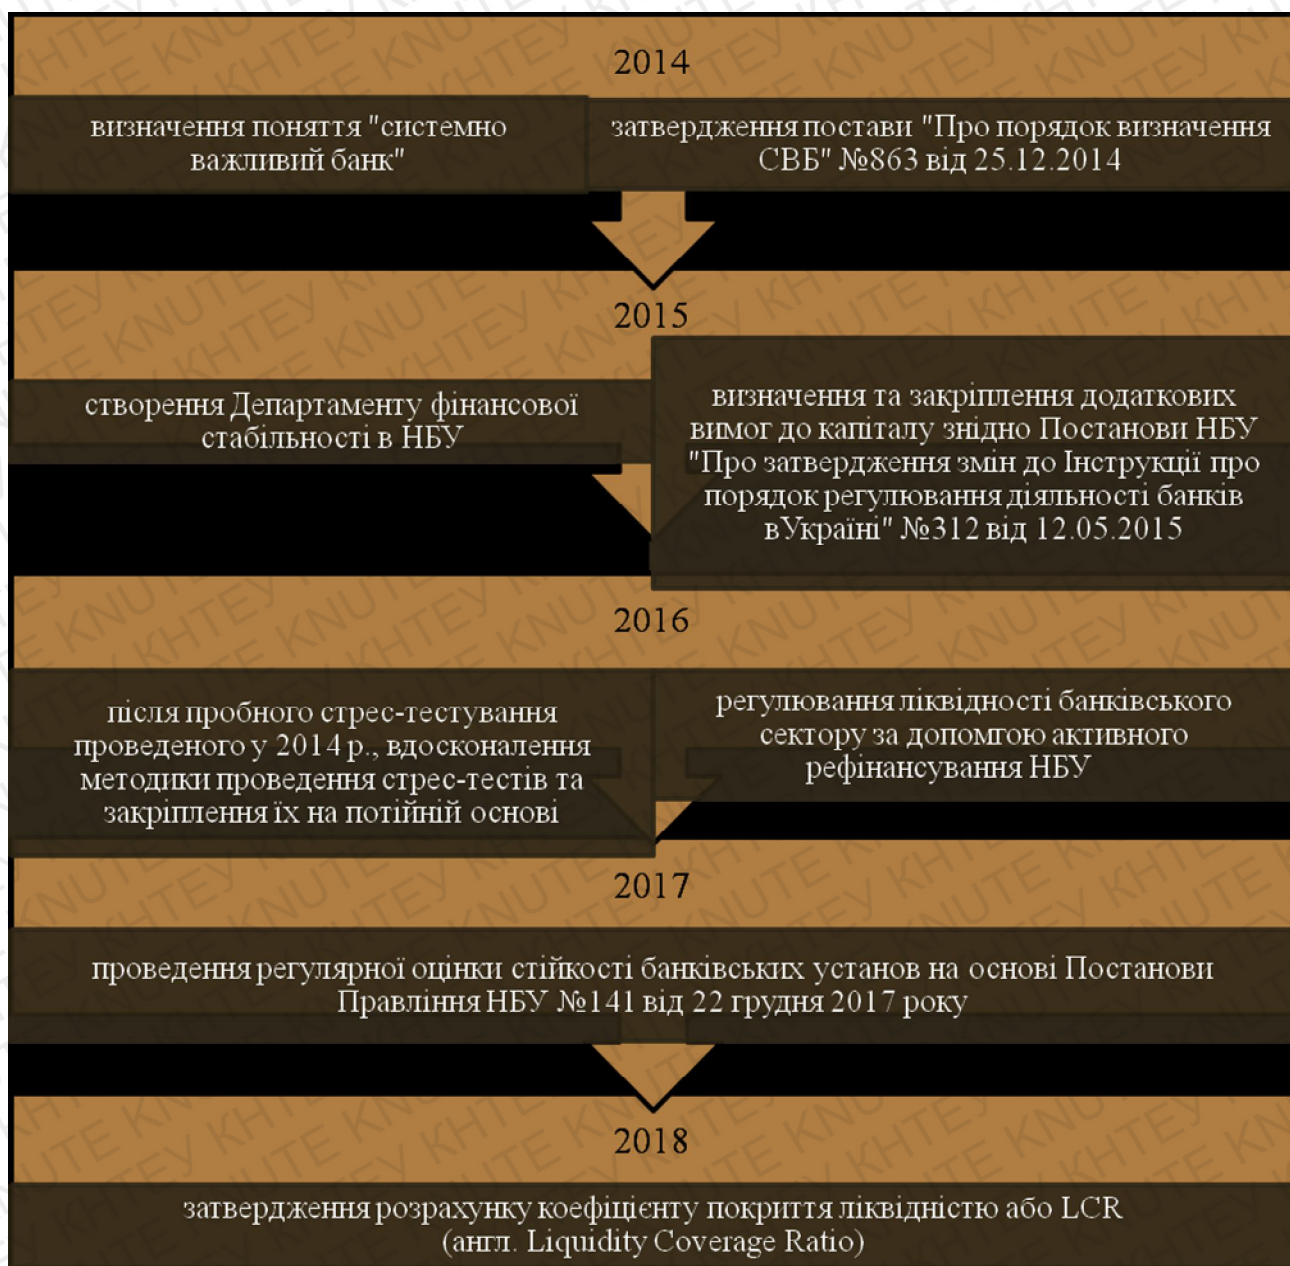 2014
визначення поняття "системно
важливий банк"
затвердження постави "Про порядок визначення
СВБ" №863 від 25.12.2014
2015
створення Департаменту фінансової
стабільності в НБУ
визначення та закріплення додаткових
вимог до капіталу знідно Постанови НБУ
"Про затвердження змін до Інструкції про
порядок регулювання діяльності банків
вУкраїні" №312 від 12.05.2015
2016
після пробного стрес-тестування
проведеного у 2014 р., вдосконалення
методики проведення стрес-тестів та
закріплення їх на потійній основі
регулювання ліквідності банківського
сектору за допомгою активного
рефінансування НБУ
2017
проведення регулярної оцінки стійкості банківських установ на основі Постанови
Правління НБУ №141 від 22 грудня 2017 року
2018
затвердження розрахунку коефіцієнту покриття ліквідністю або LCR
(англ. Liquidity Coverage Ratio)